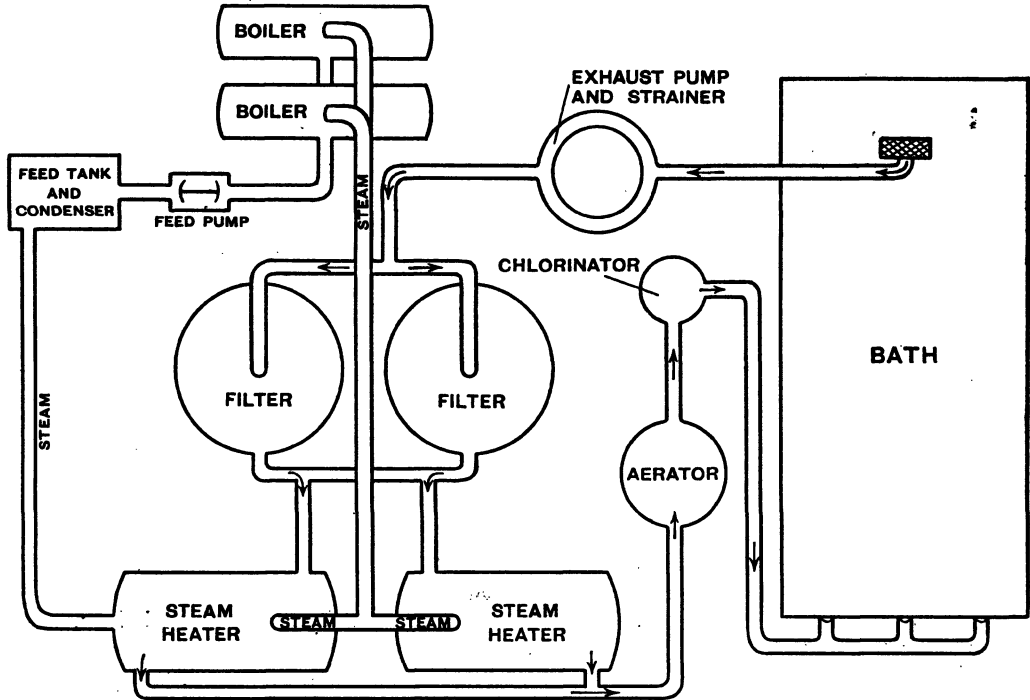 BOILER
BOILER
EXHAUST PUMP
AND STRAINER
FEED TANK
AND
CONDENSER
FEED PUMP
STEAM
CHLORINATOR
BATH
FILTER
FILTER
STEAM
AERATOR
STEAM
HEATER
STEAM
STEAM
STEAM
HEATER